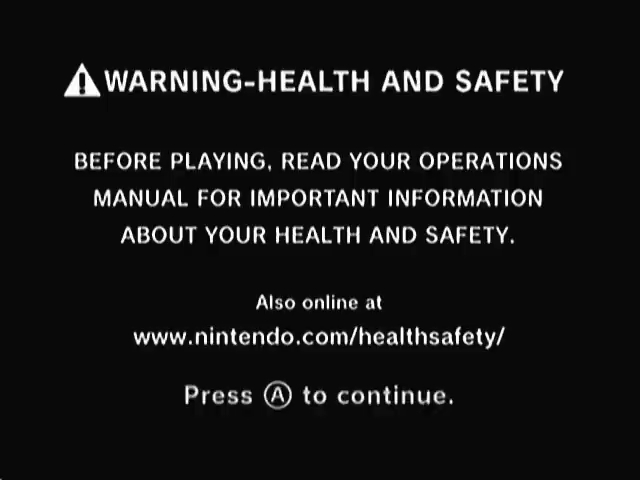 WARNING-HEALTH AND SAFETY
BEFORE PLAYING, READ YOUR OPERATIONS
MANUAL FOR IMPORTANT INFORMATION
ABOUT YOUR HEALTH AND SAFETY.
Also online at
www.nintendo.com/healthsafety/
Press Ⓐ to continue.